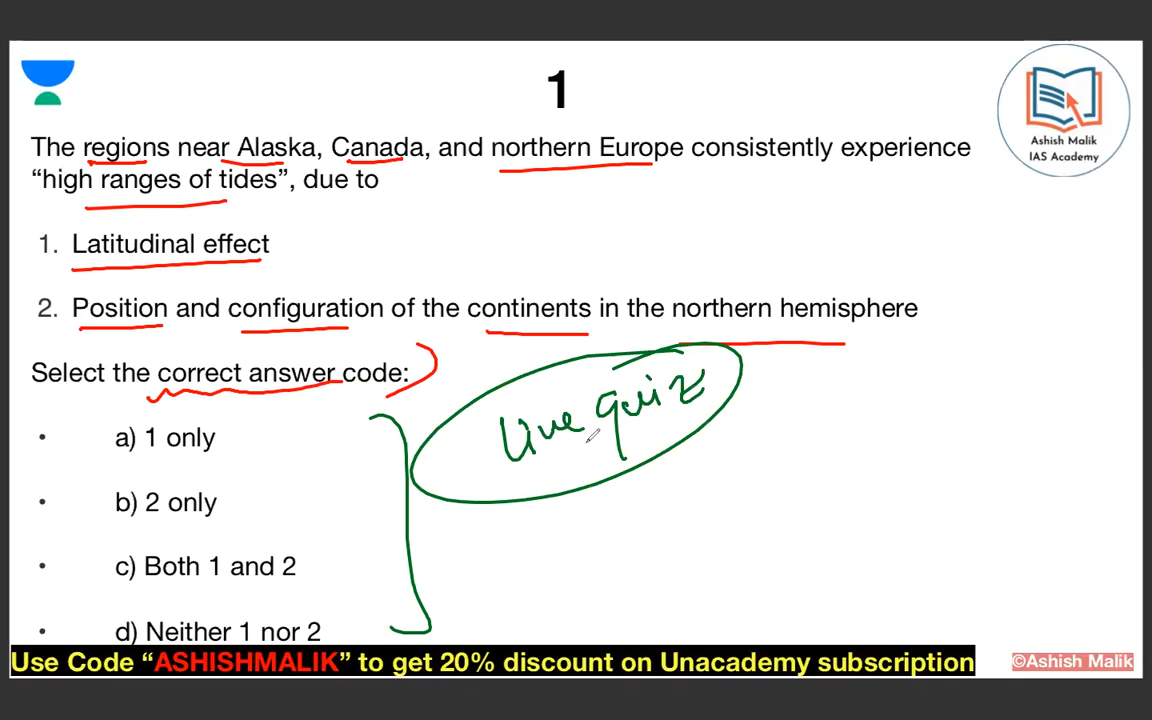 1
Ashish Malik
IAS Academy
The regions near Alaska, Canada, and northern Europe consistently experience
“high ranges of tides”, due to
1. Latitudinal effect
2. Position and configuration of the continents in the northern hemisphere
Select the correct answer code:
live quiz
• a) 1 only
• b) 2 only
• c) Both 1 and 2
• d) Neither 1 nor 2
Use Code “ASHISHMALIK” to get 20% discount on Unacademy subscription
©Ashish Malik